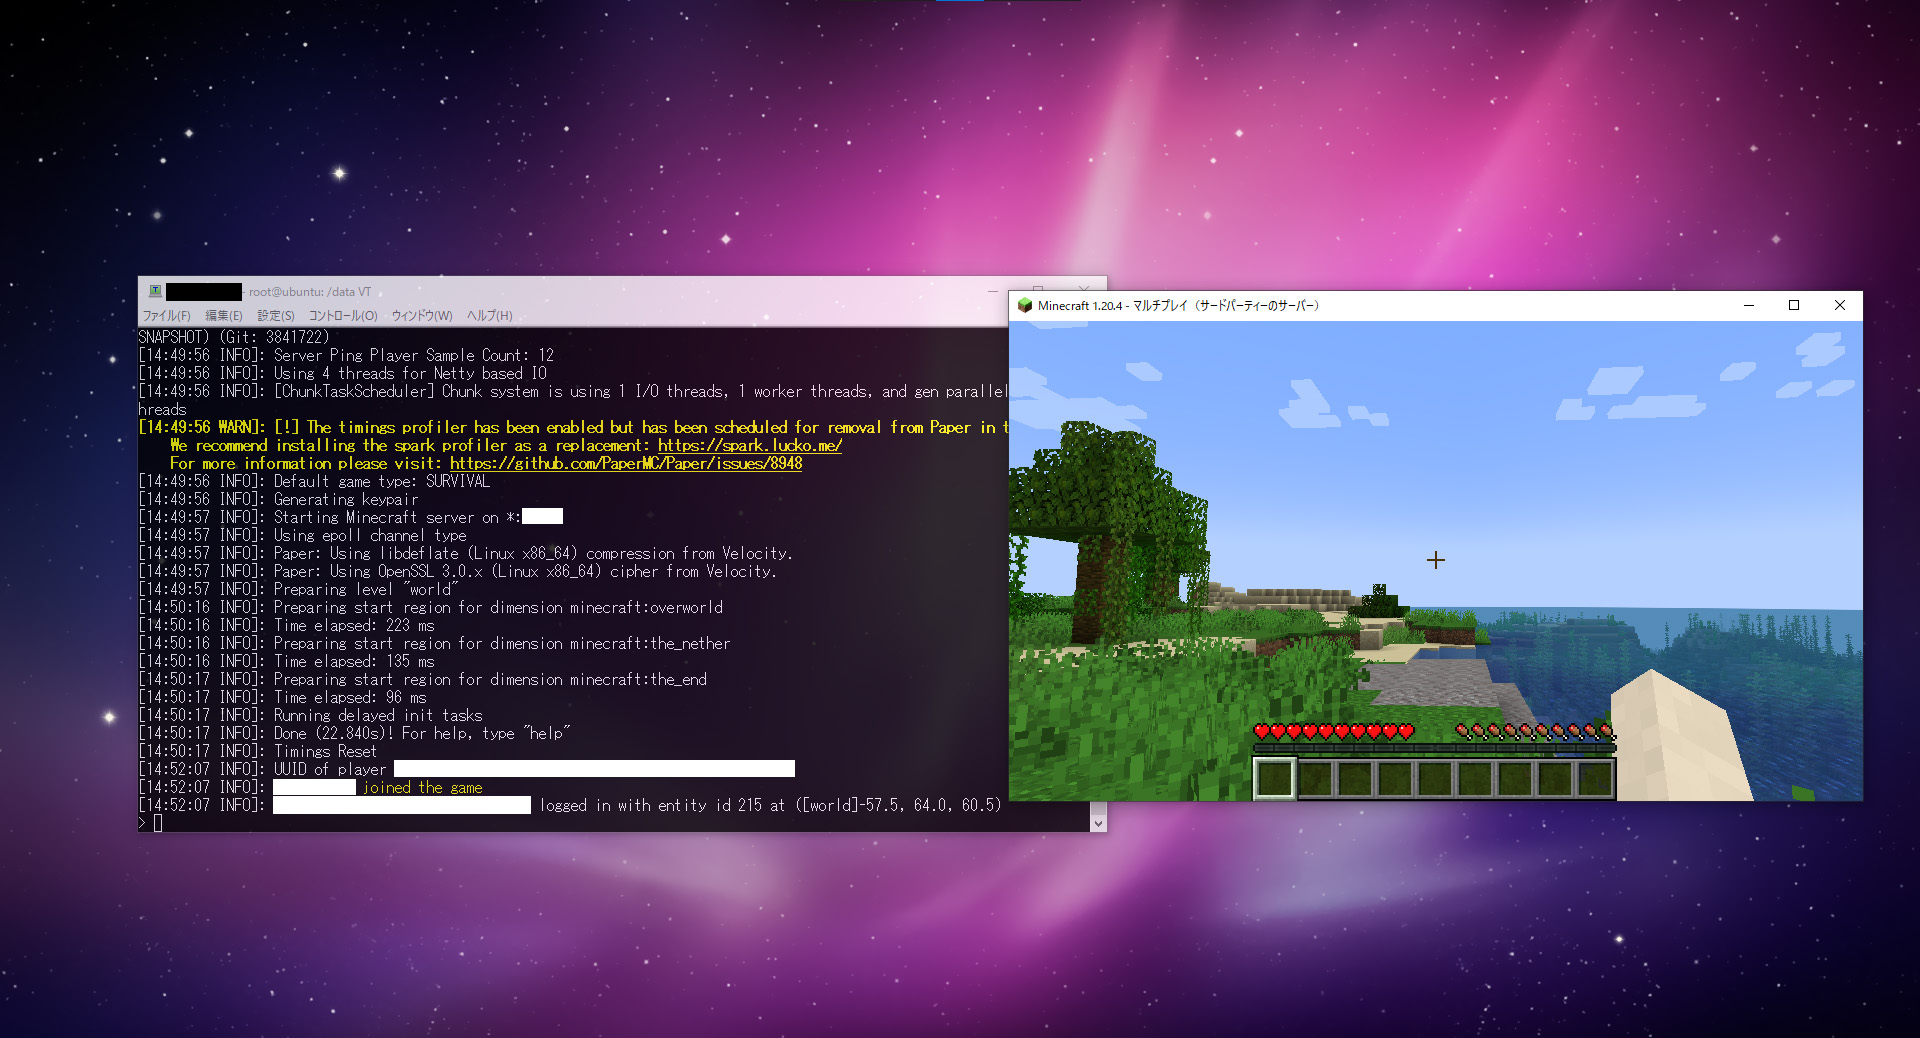 - root@ubuntu: /data VT
ファイル(F) 編集(E) 設定(S) コントロール(O) ウィンドウ(W) ヘルプ(H)
SNAPSHOT) (Git: 3841722)
[14:49:56 INFO]: Server Ping Player Sample Count: 12
[14:49:56 INFO]: Using 4 threads for Netty based IO
[14:49:56 INFO]: [ChunkTaskScheduler] Chunk system is using 1 I/O threads, 1 worker threads, and gen parallel
hreads
[14:49:56 WARN]: [!] The timings profiler has been enabled but has been scheduled for removal from Paper in t
We recommend installing the spark profiler as a replacement: https://spark.lucko.me/
For more information please visit: https://github.com/PaperMC/Paper/issues/8948
[14:49:56 INFO]: Default game type: SURVIVAL
[14:49:56 INFO]: Generating keypair
[14:49:57 INFO]: Starting Minecraft server on *:
[14:49:57 INFO]: Using epoll channel type
[14:49:57 INFO]: Paper: Using libdeflate (Linux x86_64) compression from Velocity.
[14:49:57 INFO]: Paper: Using OpenSSL 3.0.x (Linux x86_64) cipher from Velocity.
[14:49:57 INFO]: Preparing level "world"
[14:50:16 INFO]: Preparing start region for dimension minecraft:overworld
[14:50:16 INFO]: Time elapsed: 223 ms
[14:50:16 INFO]: Preparing start region for dimension minecraft:the_nether
[14:50:16 INFO]: Time elapsed: 135 ms
[14:50:17 INFO]: Preparing start region for dimension minecraft:the_end
[14:50:17 INFO]: Time elapsed: 96 ms
[14:50:17 INFO]: Running delayed init tasks
[14:50:17 INFO]: Done (22.840s)! For help, type "help"
[14:50:17 INFO]: Timings Reset
[14:52:07 INFO]: UUID of player
[14:52:07 INFO]: joined the game
[14:52:07 INFO]: logged in with entity id 215 at ([world]-57.5, 64.0, 60.5)
>
Minecraft 1.20.4 - マルチプレイ（サードパーティーのサーバー）